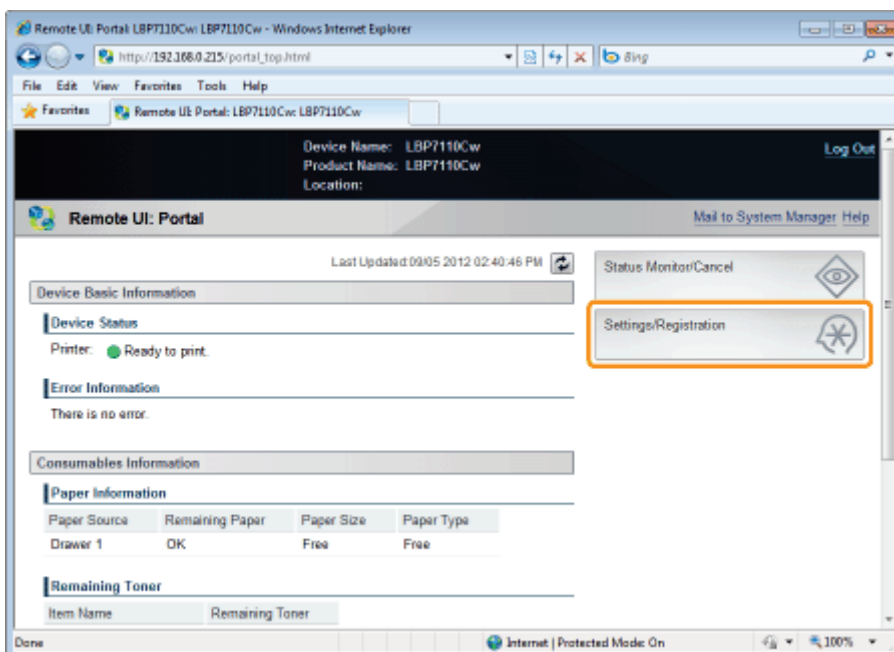 Remote UI: Portal: LBP7110Cw: LBP7110Cw - Windows Internet Explorer
http://192.168.0.215/portal_top.html
Bing
File Edit View Favorites Tools Help
Favorites Remote UI: Portal: LBP7110Cw: LBP7110Cw
Device Name: LBP7110Cw
Product Name: LBP7110Cw
Location:
Log Out
Remote UI: Portal
Mail to System Manager Help
Last Updated:09/05 2012 02:40:46 PM
Status Monitor/Cancel
Device Basic Information
Device Status
Settings/Registration
Printer: Ready to print.
Error Information
There is no error.
Consumables Information
Paper Information
Paper Source Remaining Paper Paper Size Paper Type
Drawer 1 OK Free Free
Remaining Toner
Item Name Remaining Toner
Done Internet | Protected Mode: On 100%